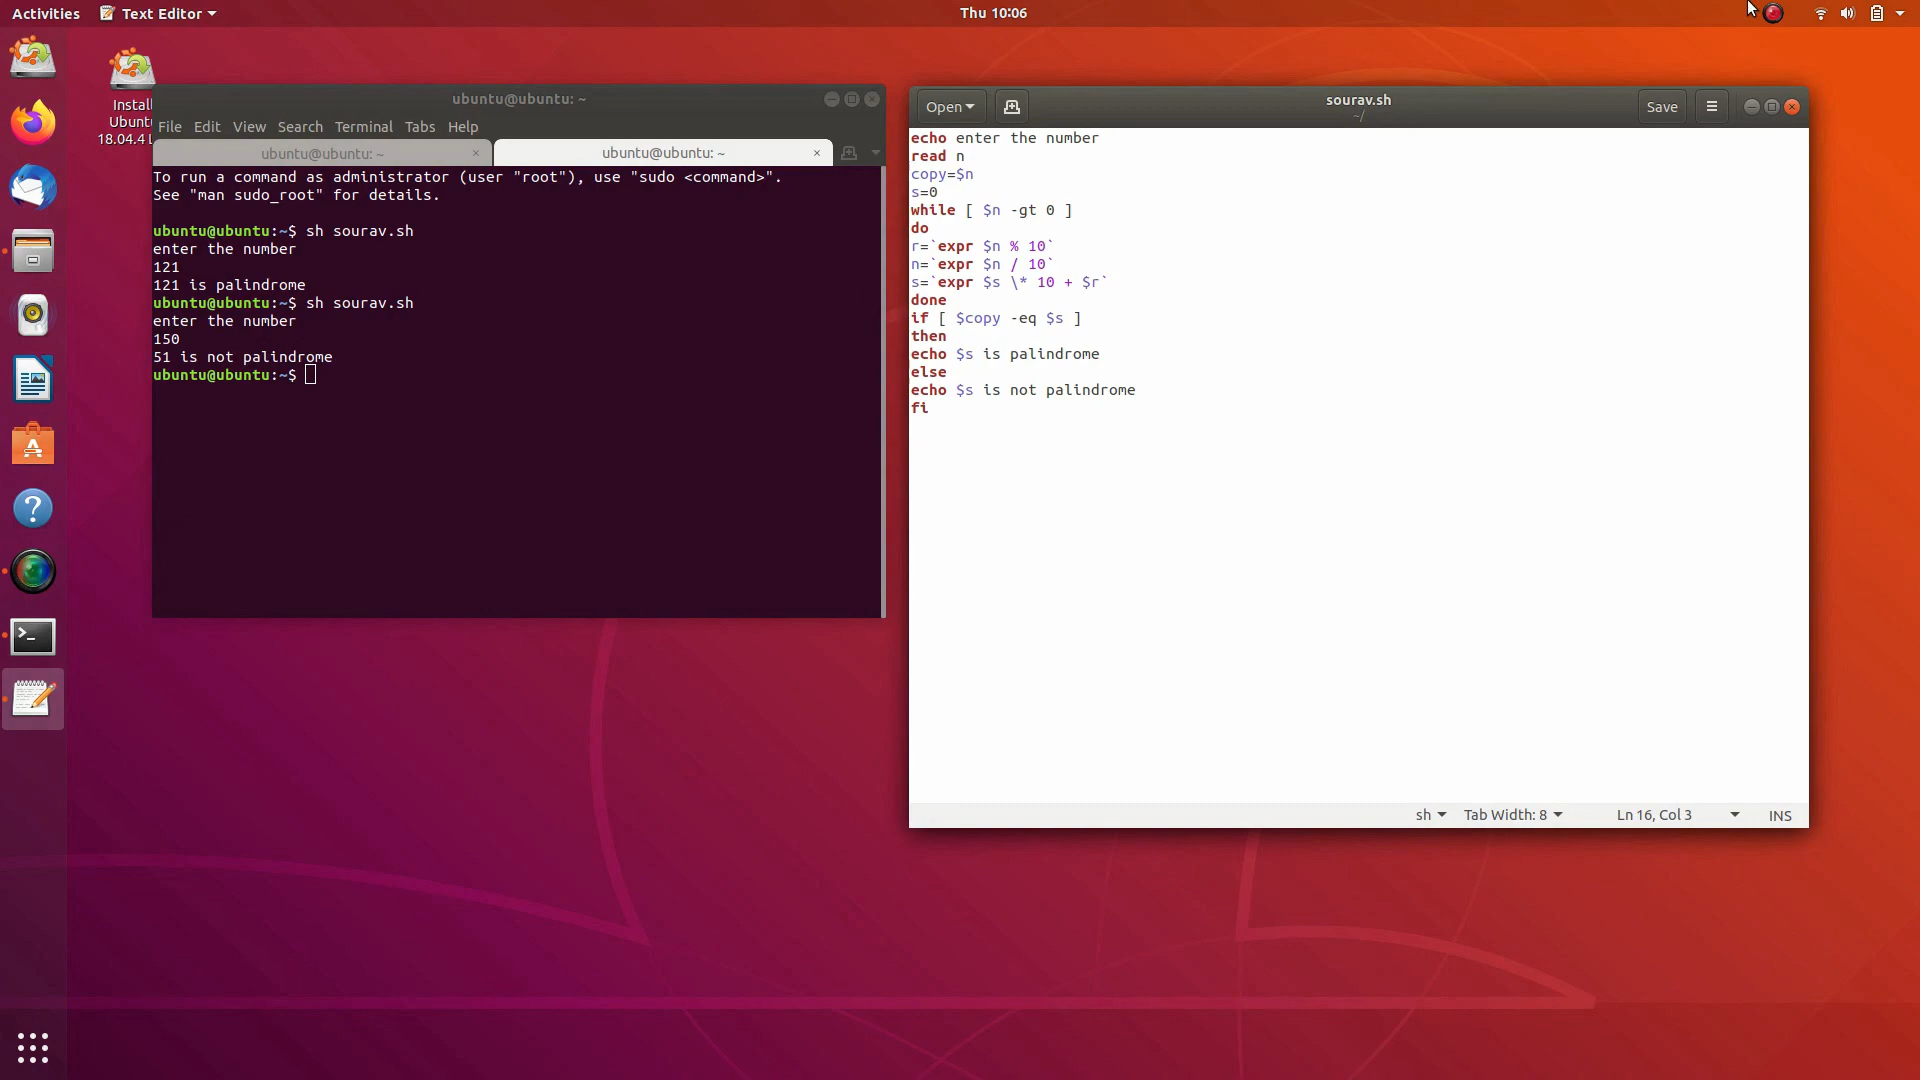 Activities
Text Editor
Thu 10:06
Install
Ubuntu
18.04.4 L
ubuntu@ubuntu: ~
File Edit View Search Terminal Tabs Help
ubuntu@ubuntu: ~
ubuntu@ubuntu: ~
To run a command as administrator (user "root"), use "sudo <command>".
See "man sudo_root" for details.
ubuntu@ubuntu:~$ sh sourav.sh
enter the number
121
121 is palindrome
ubuntu@ubuntu:~$ sh sourav.sh
enter the number
150
51 is not palindrome
ubuntu@ubuntu:~$
Open
sourav.sh
~/
Save
echo enter the number
read n
copy=$n
s=0
while [ $n -gt 0 ]
do
r=`expr $n % 10`
n=`expr $n / 10`
s=`expr $s \* 10 + $r`
done
if [ $copy -eq $s ]
then
echo $s is palindrome
else
echo $s is not palindrome
fi
sh
Tab Width: 8
Ln 16, Col 3
INS